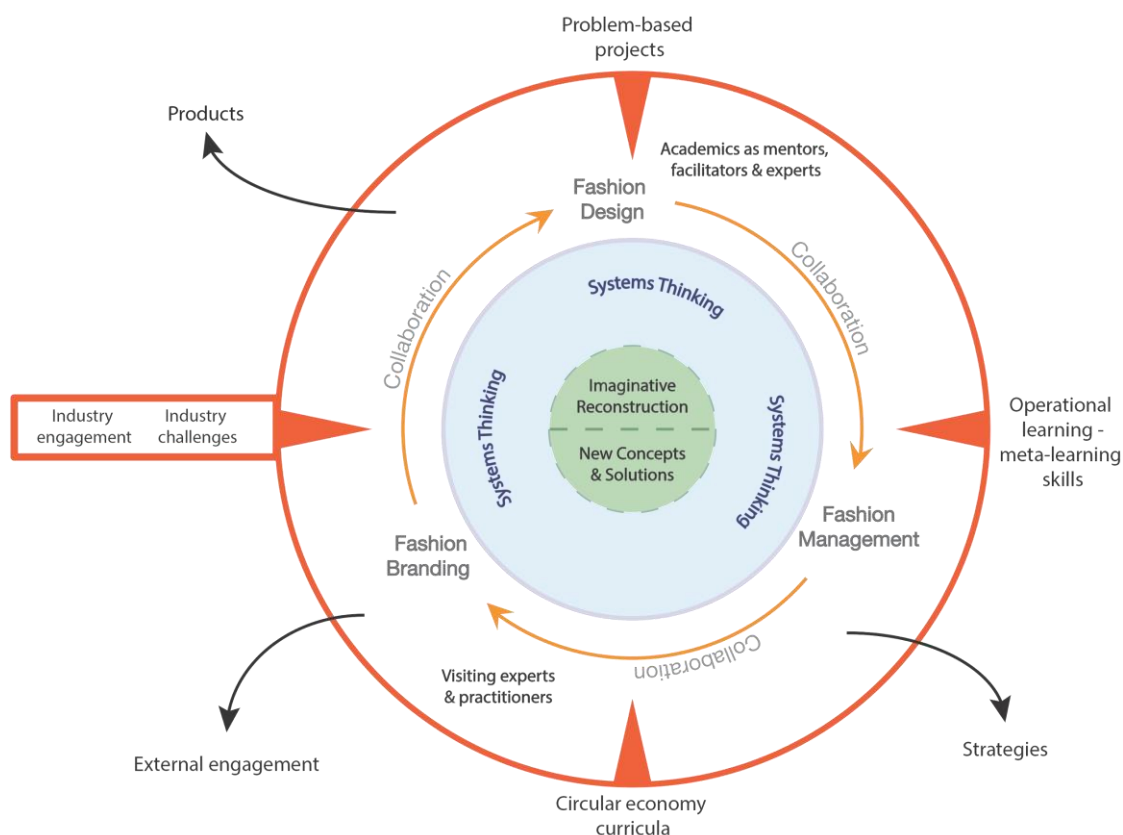 Problem-based
projects
Products
Academics as mentors,
facilitators & experts
Fashion
Design
Collaboration
Collaboration
Systems Thinking
Systems Thinking
Systems Thinking
Imaginative
Reconstruction
New Concepts
& Solutions
Industry
engagement
Industry
challenges
Operational
learning -
meta-learning
skills
Fashion
Management
Fashion
Branding
Collaboration
Visiting experts
& practitioners
External engagement
Strategies
Circular economy
curricula